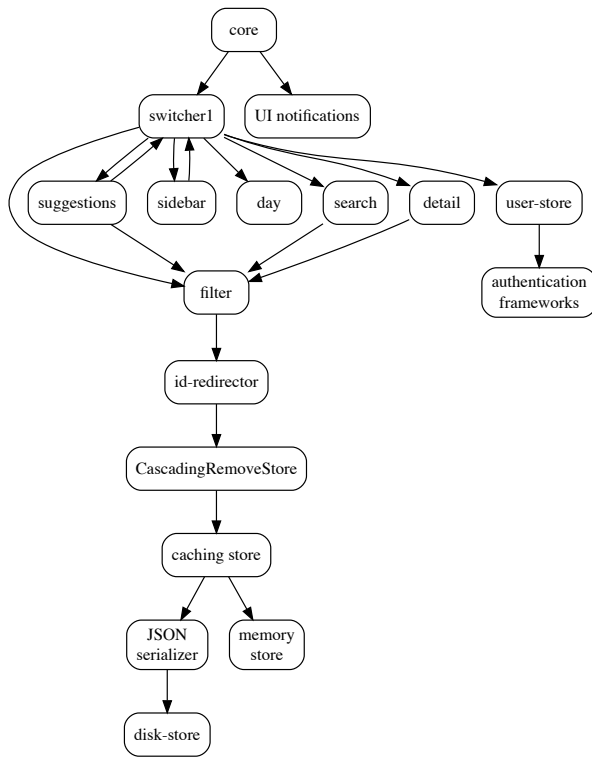 core
switcher1
UI notifications
suggestions
sidebar
day
search
detail
user-store
filter
authentication
frameworks
id-redirector
CascadingRemoveStore
caching store
JSON
serializer
memory
store
disk-store